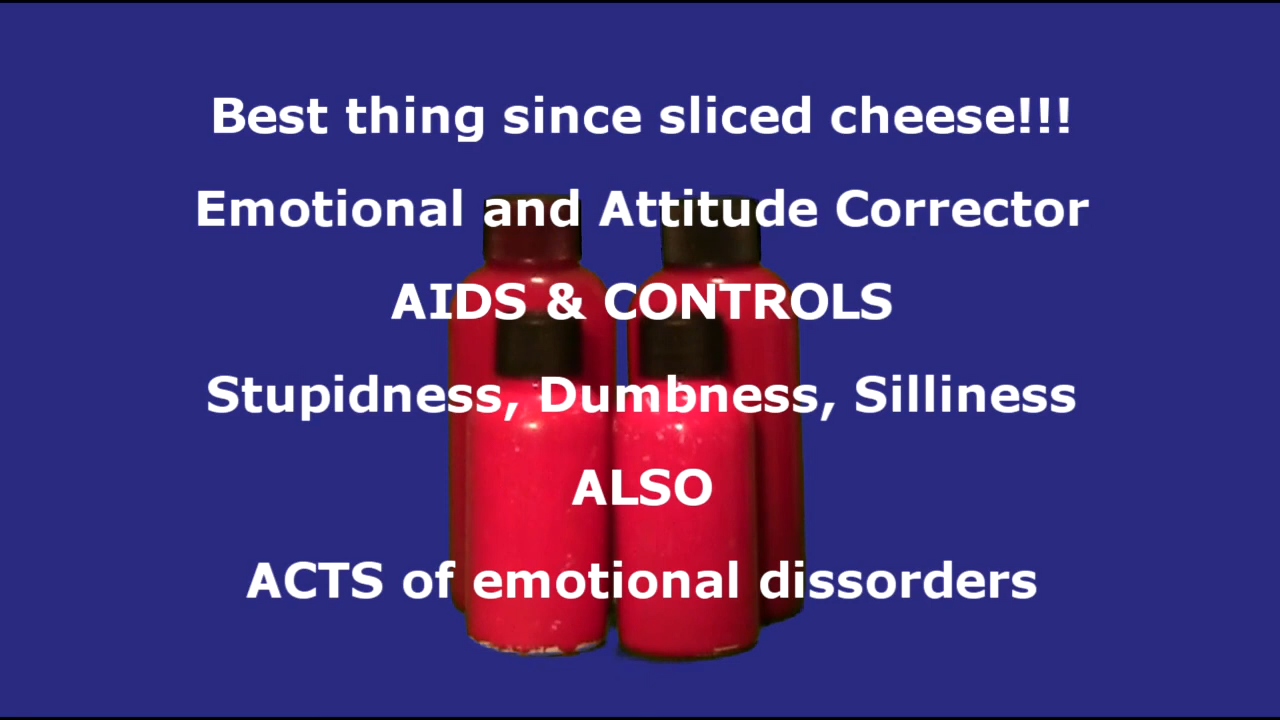 Best thing since sliced cheese!!!
Emotional and Attitude Corrector
AIDS & CONTROLS
Stupidness, Dumbness, Silliness
ALSO
ACTS of emotional dissorders